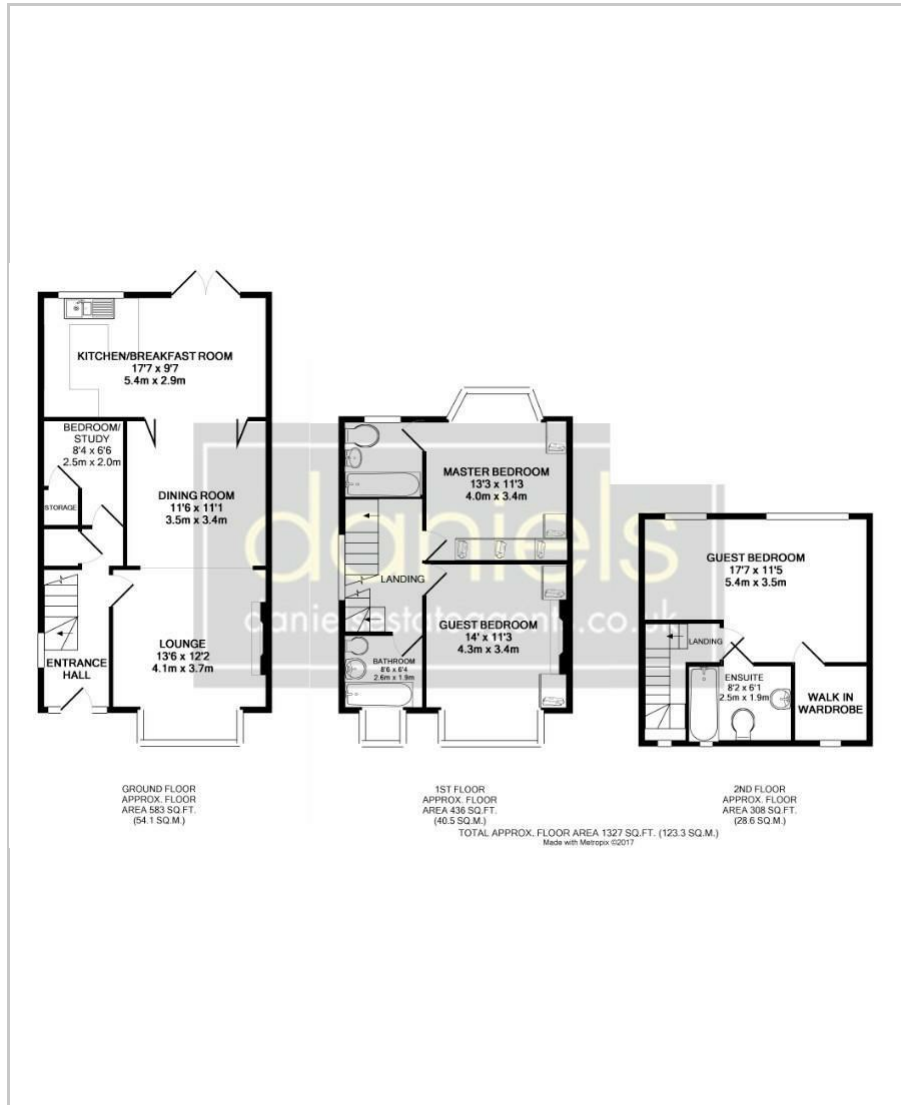 KITCHEN/BREAKFAST ROOM
17'7 x 9'7
5.4m x 2.9m
BEDROOM/
STUDY
8'4 x 6'6
2.5m x 2.0m
STORAGE
DINING ROOM
11'6 x 11'1
3.5m x 3.4m
LOUNGE
13'6 x 12'2
4.1m x 3.7m
ENTRANCE
HALL
GROUND FLOOR
APPROX. FLOOR
AREA 583 SQ.FT.
(54.1 SQ.M.)
MASTER BEDROOM
13'3 x 11'3
4.0m x 3.4m
LANDING
GUEST BEDROOM
14' x 11'3
4.3m x 3.4m
BATHROOM
8'6 x 6'4
2.6m x 1.9m
1ST FLOOR
APPROX. FLOOR
AREA 436 SQ.FT.
(40.5 SQ.M.)
GUEST BEDROOM
17'7 x 11'5
5.4m x 3.5m
LANDING
ENSUITE
8'2 x 6'1
2.5m x 1.9m
WALK IN
WARDROBE
2ND FLOOR
APPROX. FLOOR
AREA 308 SQ.FT.
(28.6 SQ.M.)
TOTAL APPROX. FLOOR AREA 1327 SQ.FT. (123.3 SQ.M.)
Made with Metropix ©2017
daniels
danielsestateagents.co.uk